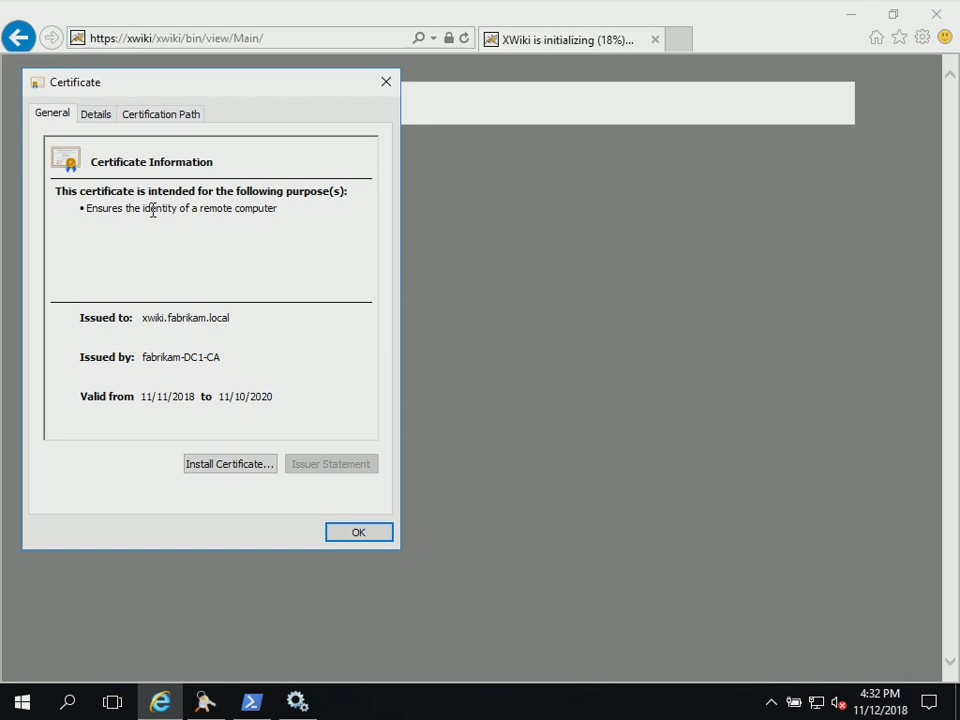 https://xwiki/xwiki/bin/view/Main/
XWiki is initializing (18%)...
Certificate
General
Details
Certification Path
Certificate Information
This certificate is intended for the following purpose(s):
• Ensures the identity of a remote computer
Issued to: xwiki.fabrikam.local
Issued by: fabrikam-DC1-CA
Valid from 11/11/2018 to 11/10/2020
Install Certificate...
Issuer Statement
OK
4:32 PM
11/12/2018